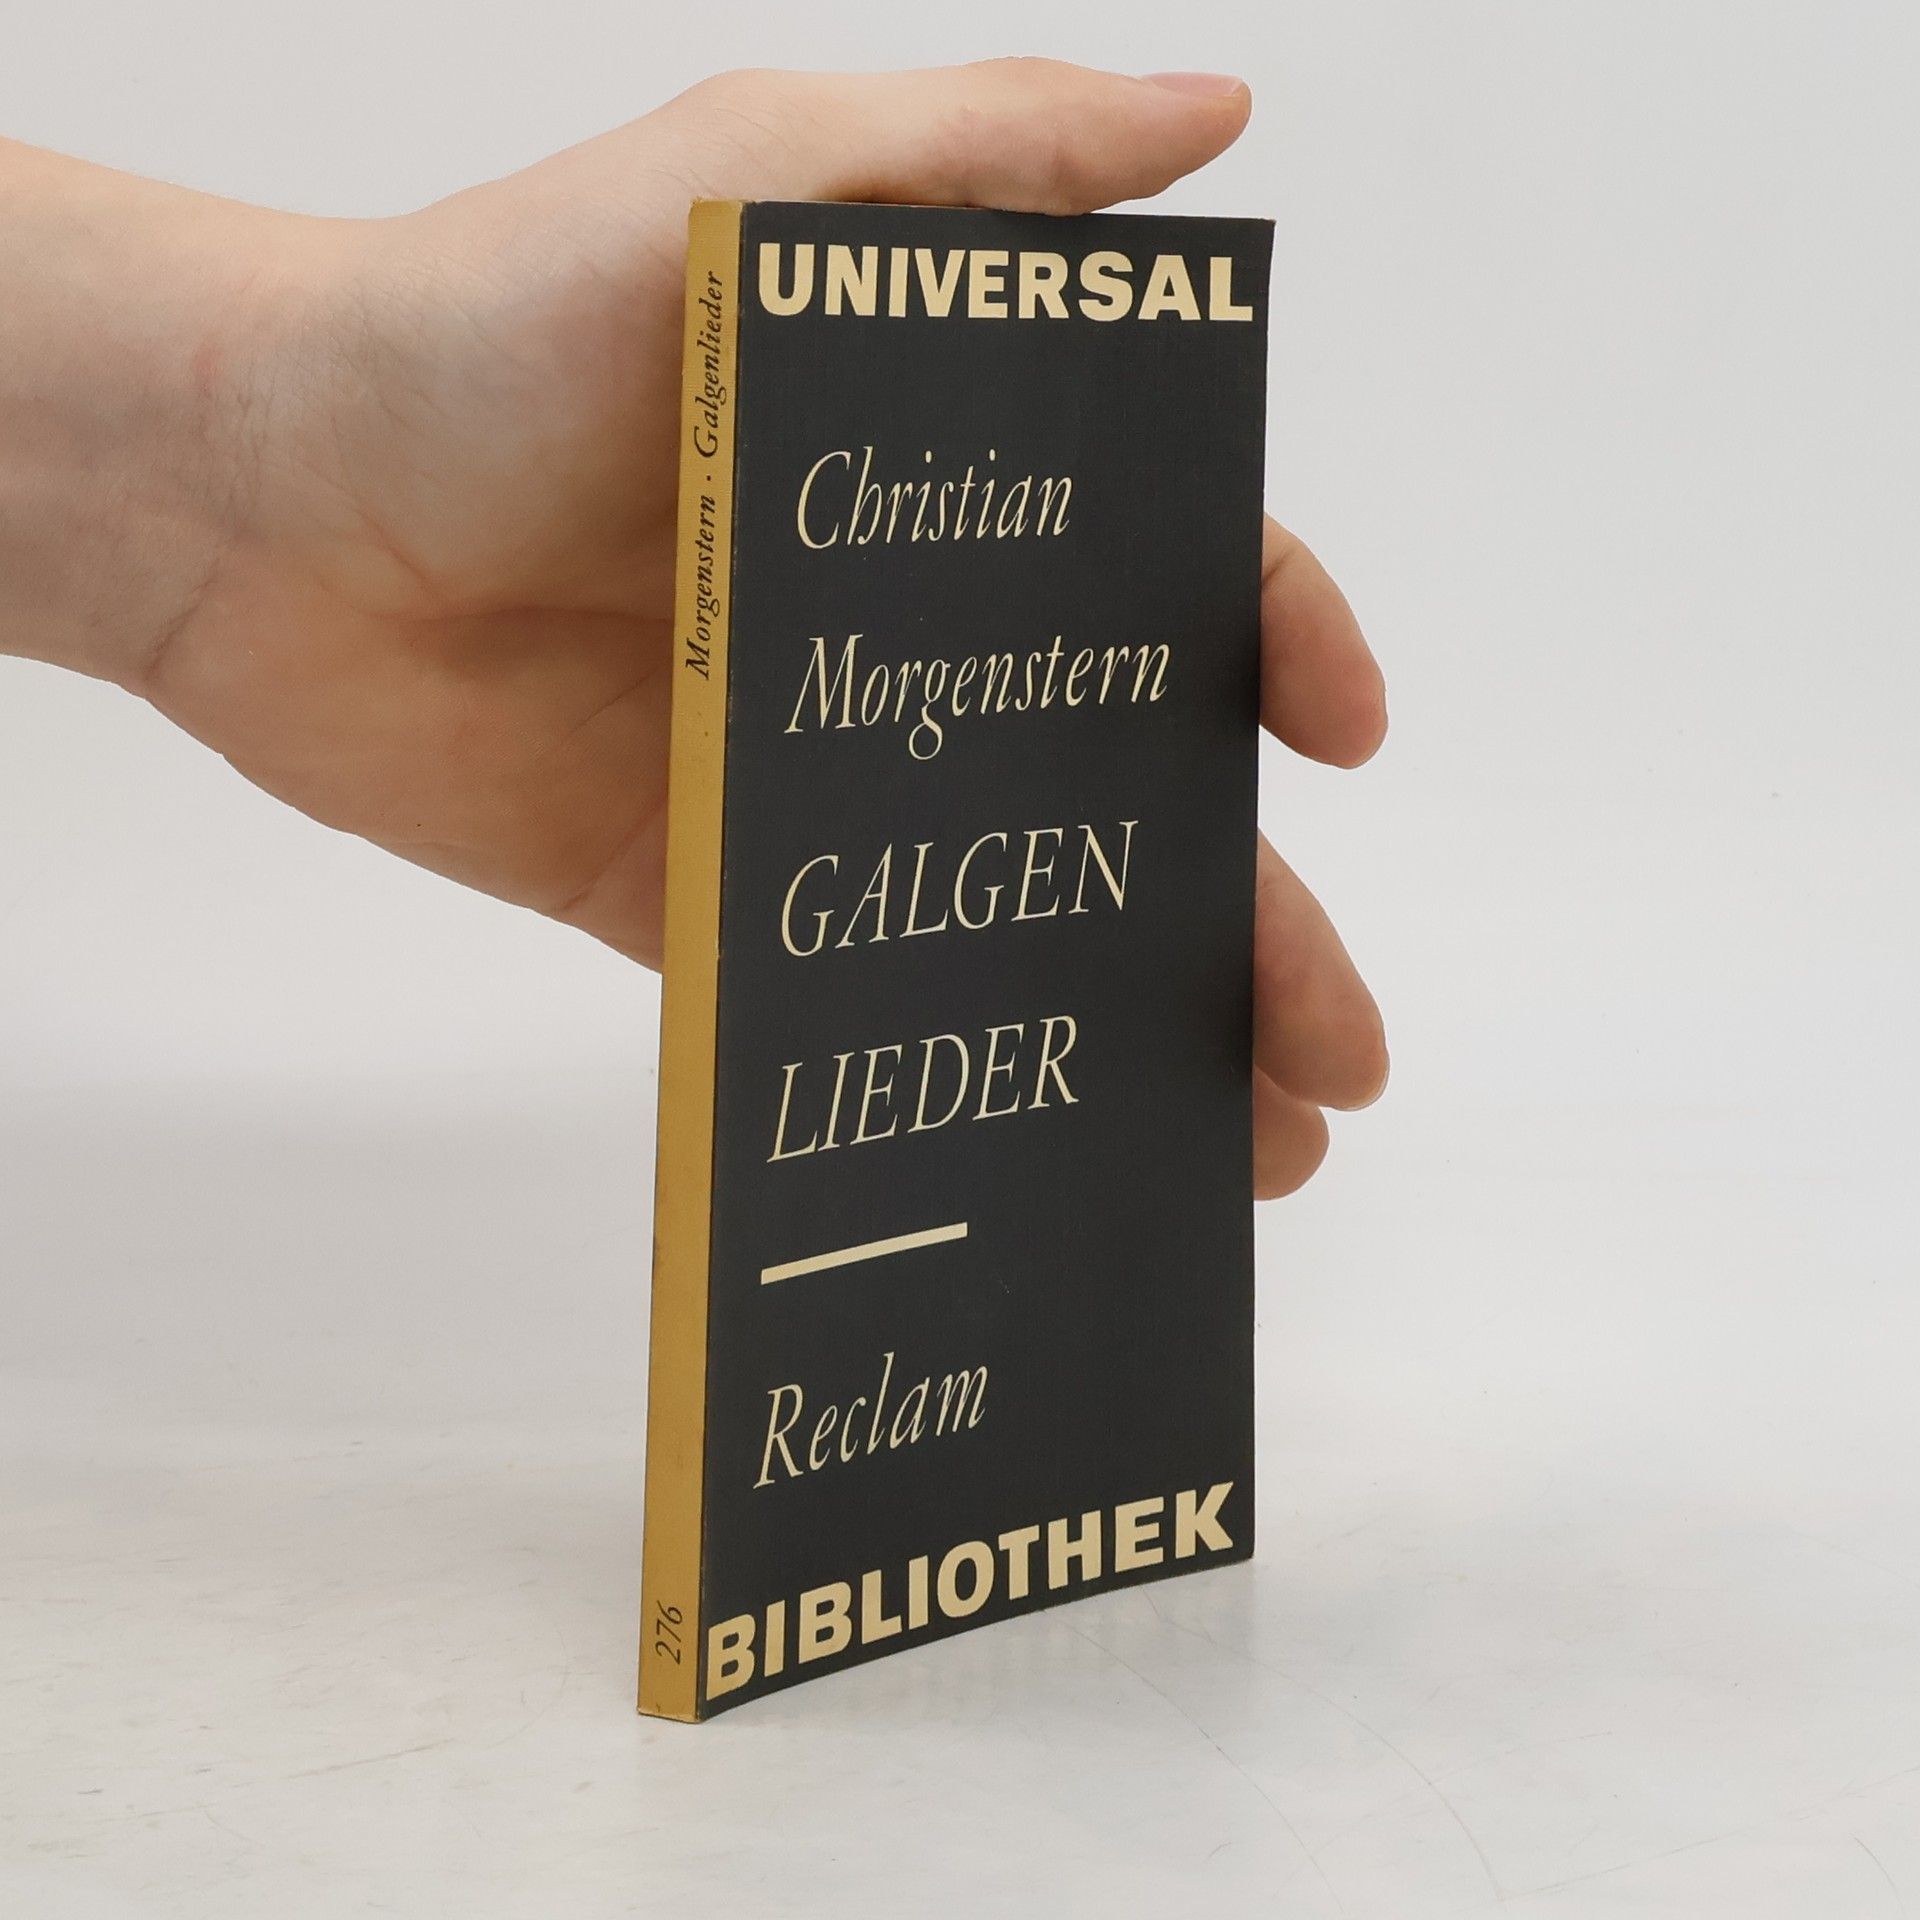 Morgenstern · Galgenlieder
276
UNIVERSAL
Christian
Morgenstern
GALGEN
LIEDER
Reclam
BIBLIOTHEK